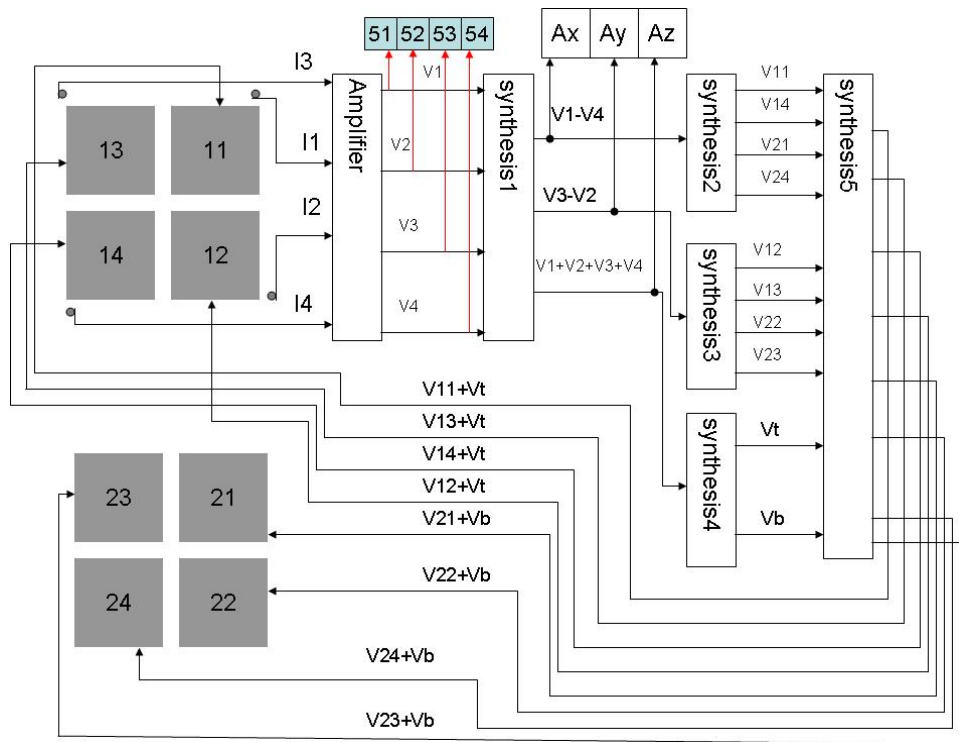 51 52 53 54
Ax Ay Az
I3
V1
V11
Amplifier
synthesis1
synthesis2
synthesis5
V1-V4
V14
13 11
I1
V2
V21
V24
I2
V3-V2
14 12
V3
V12
V1+V2+V3+V4
synthesis3
V13
I4
V4
V22
V23
V11+Vt
V13+Vt
synthesis4
Vt
V14+Vt
V12+Vt
23 21
V21+Vb
Vb
V22+Vb
24 22
V24+Vb
V23+Vb